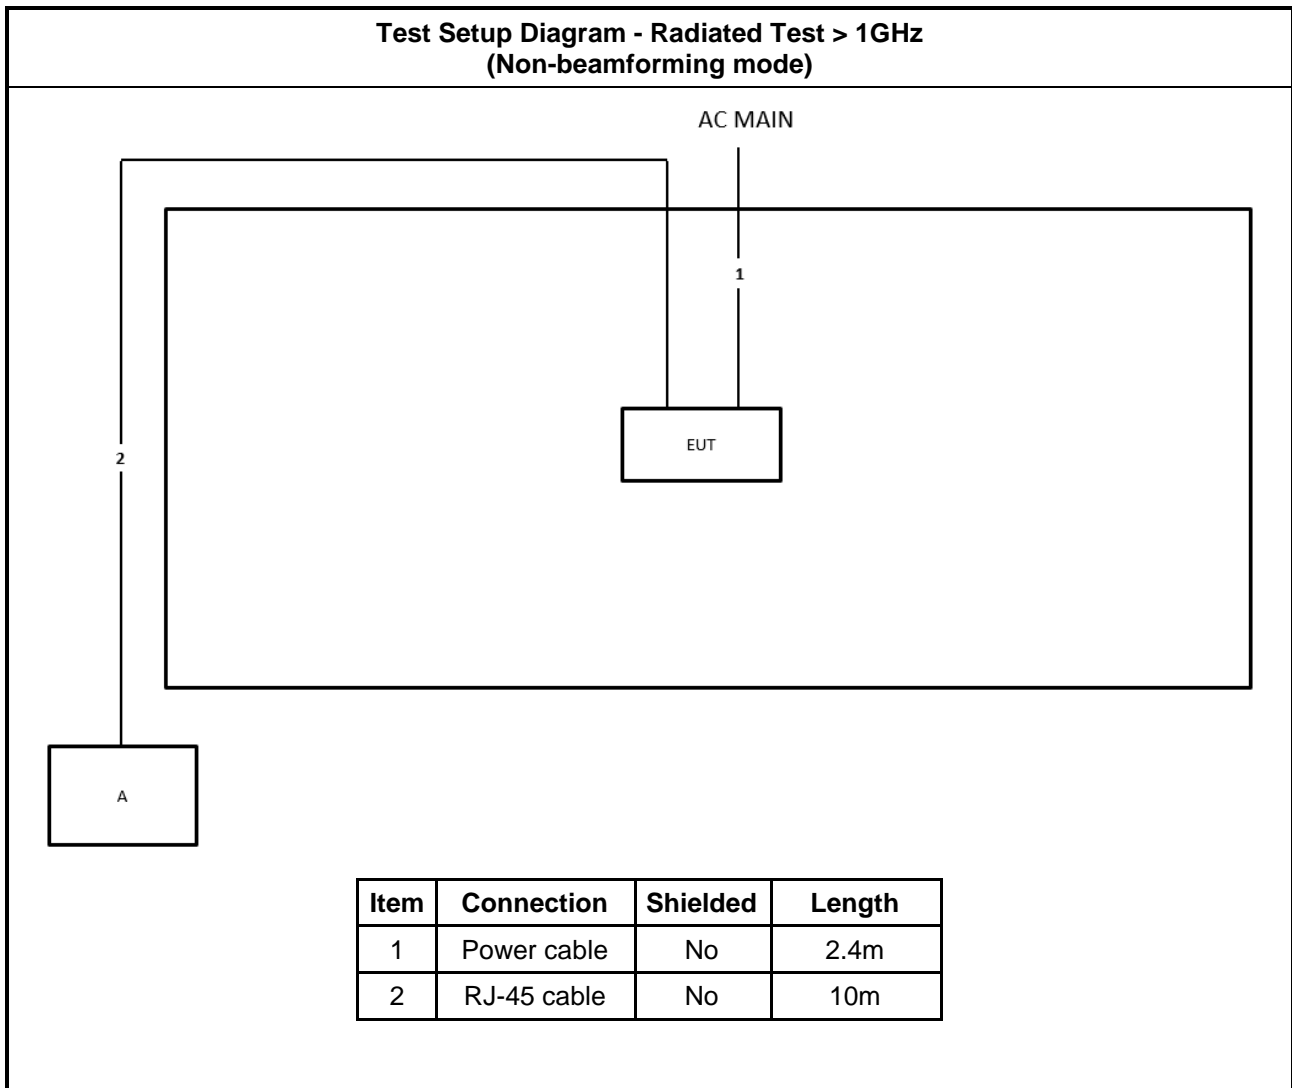 Test Setup Diagram - Radiated Test > 1GHz
(Non-beamforming mode)
AC MAIN
1
EUT
2
A
Item Connection Shielded Length
1 Power cable No 2.4m
2 RJ-45 cable No 10m